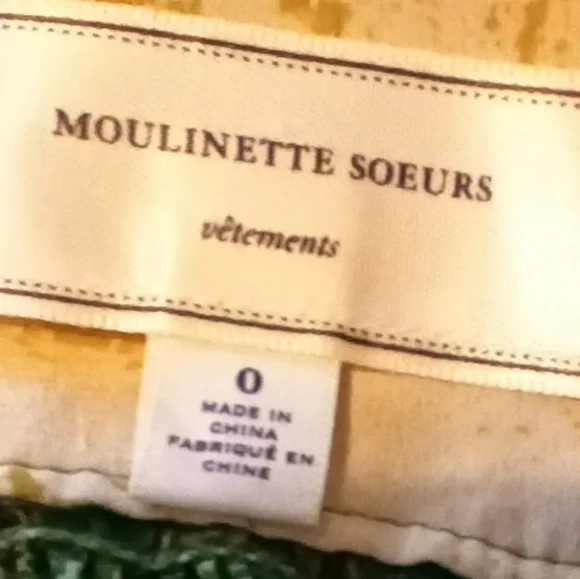 MOULINETTE SOEURS
vêtements
0
MADE IN
CHINA
FABRIQUÉ EN
CHINE